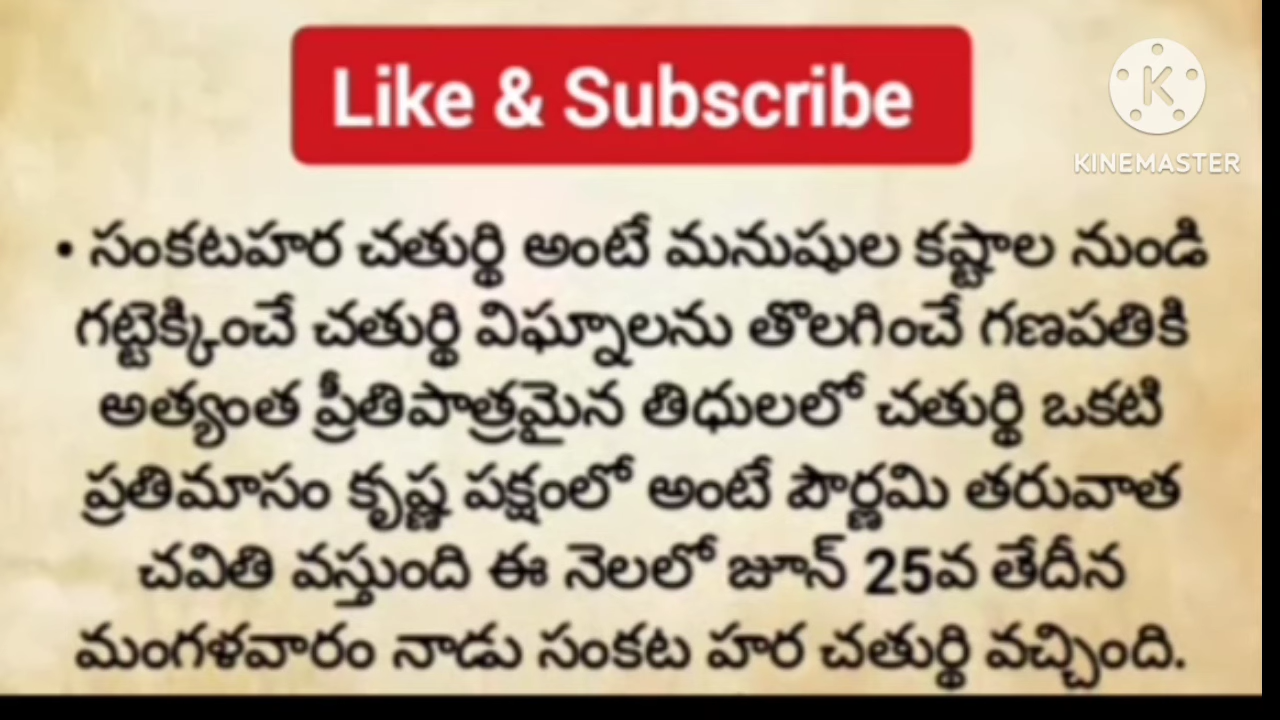 Like & Subscribe
K
KINEMASTER
• సంకటహర చతుర్థి అంటే మనుషుల కష్టాల నుండి
గట్టెక్కించే చతుర్థి విఘ్నాలను తొలగించే గణపతికి
అత్యంత ప్రీతిపాత్రమైన తిధులలో చతుర్థి ఒకటి
ప్రతిమాసం కృష్ణ పక్షంలో అంటే పౌర్ణమి తరువాత
చవితి వస్తుంది ఈ నెలలో జూన్ 25వ తేదీన
మంగళవారం నాడు సంకట హర చతుర్థి వచ్చింది.